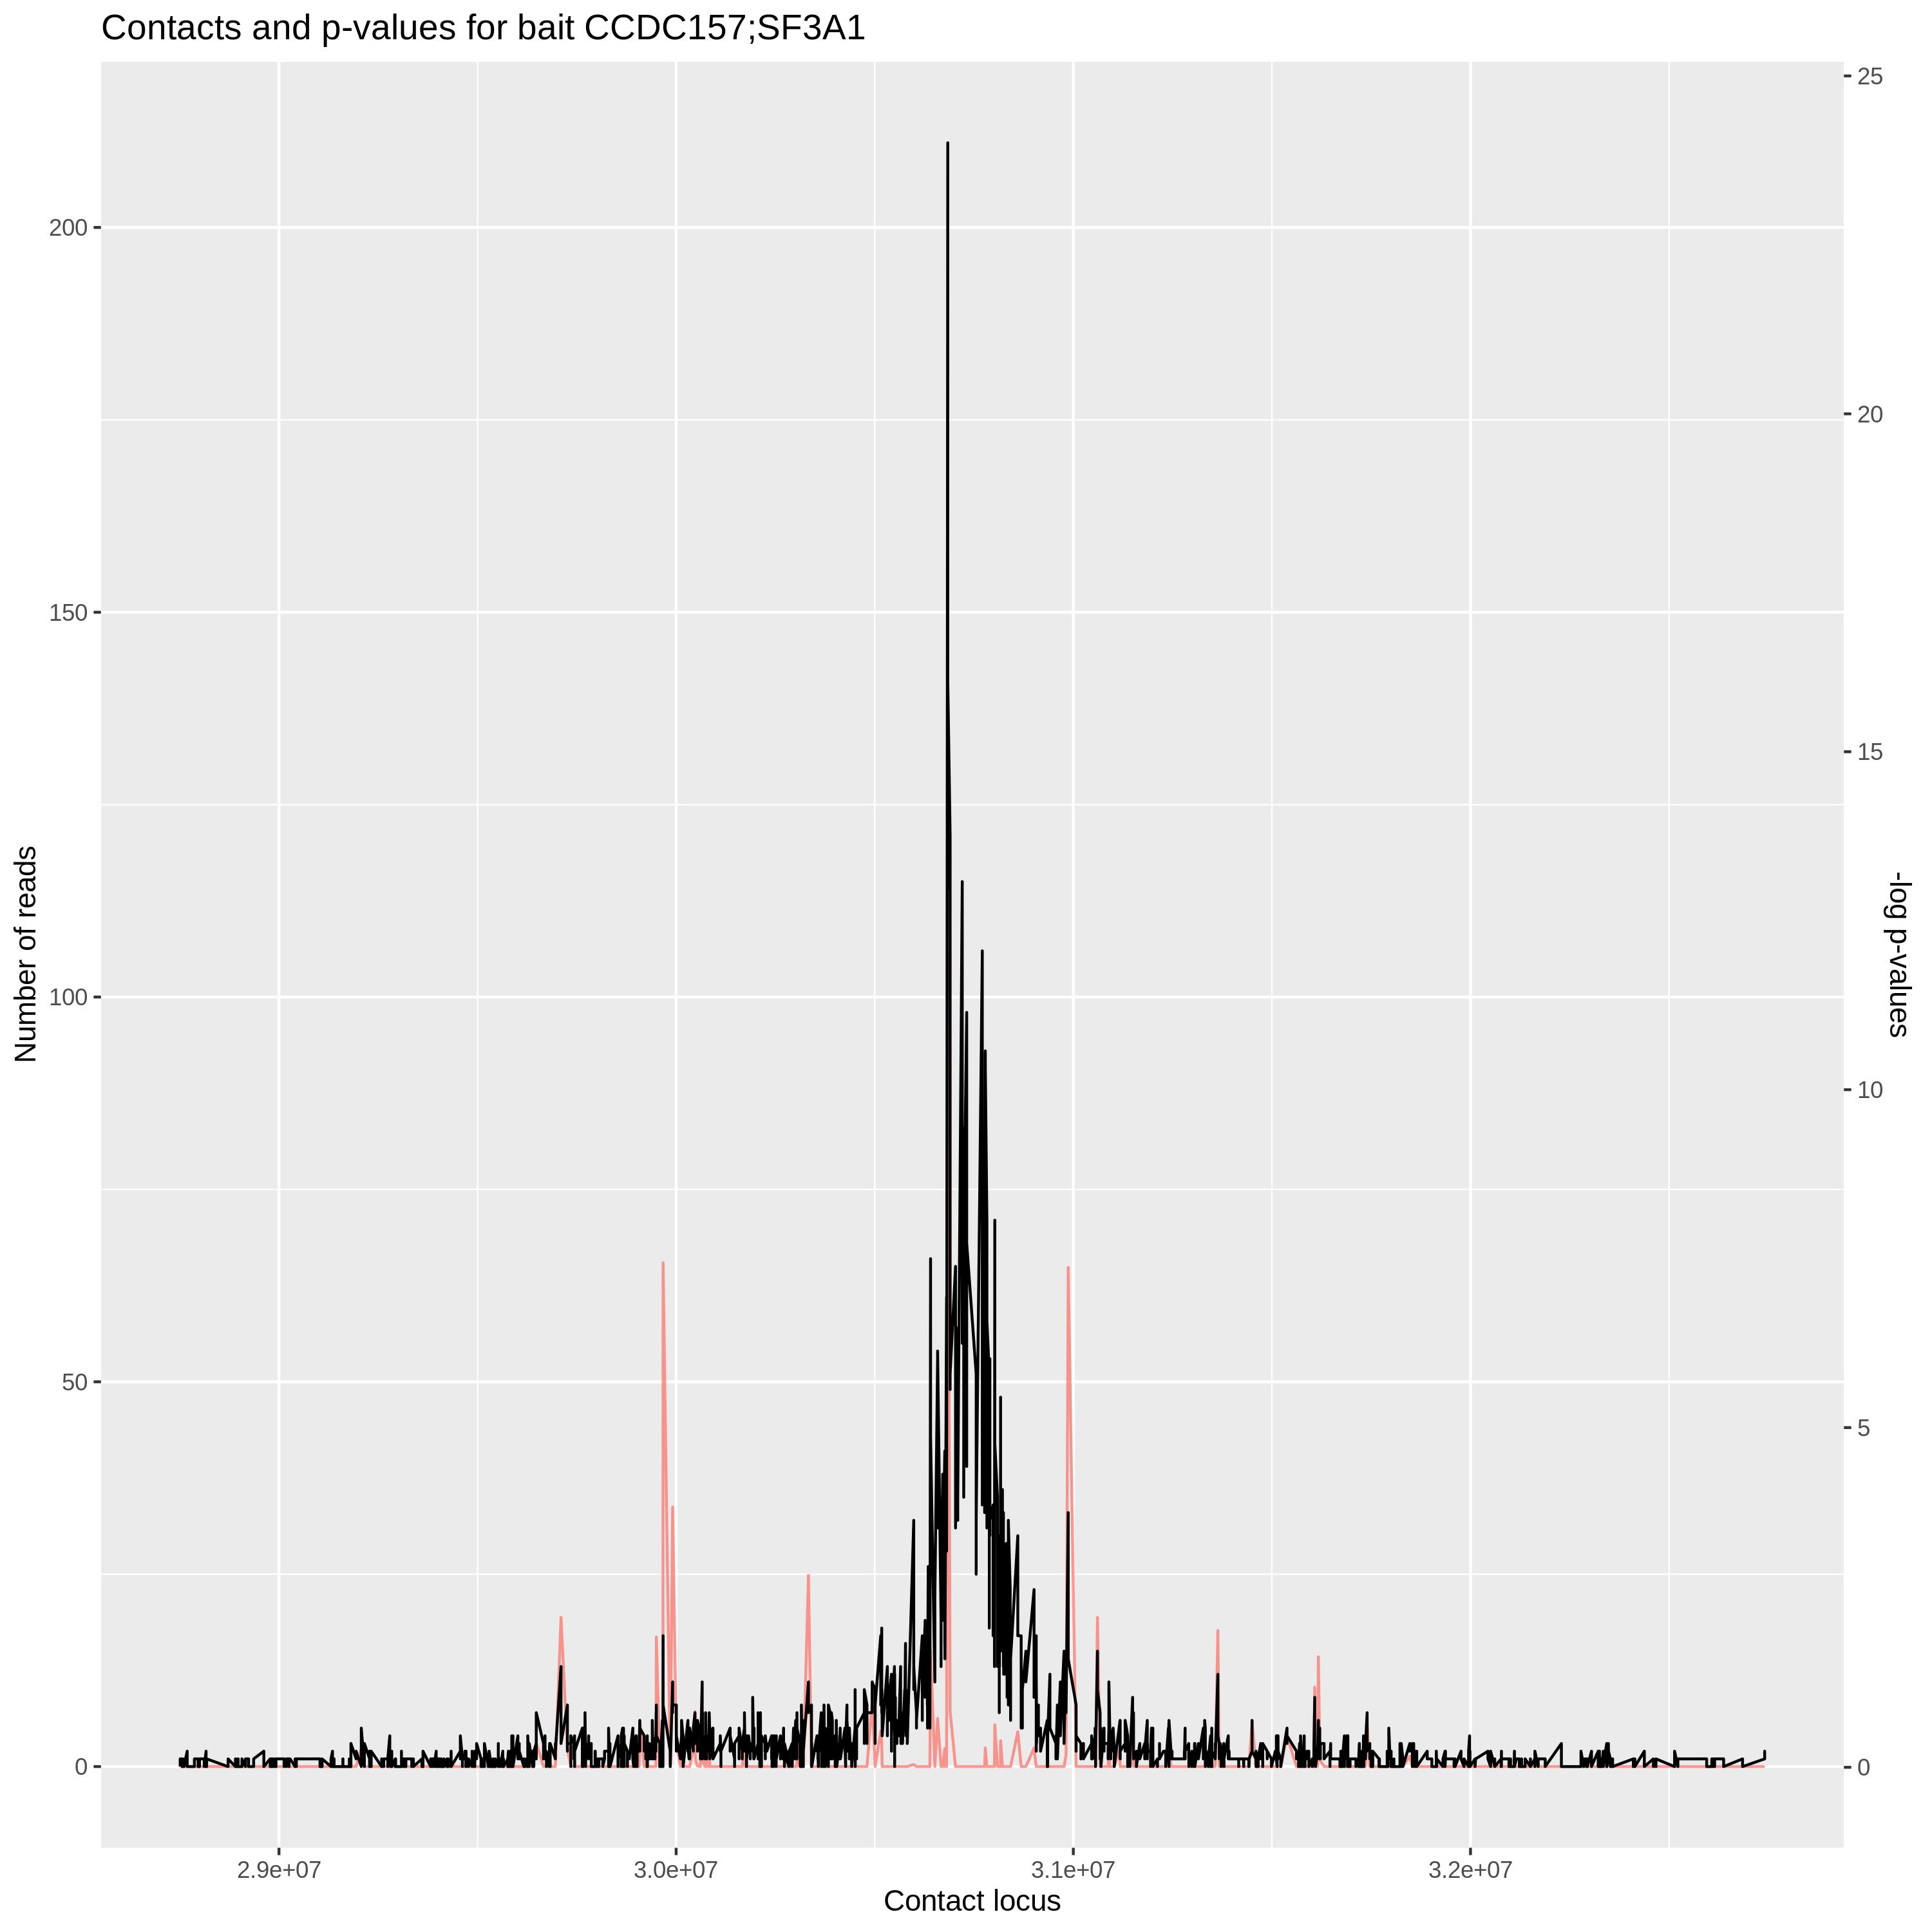 Contacts and p-values for bait CCDC157;SF3A1
Number of reads
200
150
100
50
0
25
20
15
10
5
0
-log p-values
2.9e+07 3.0e+07 3.1e+07 3.2e+07
Contact locus